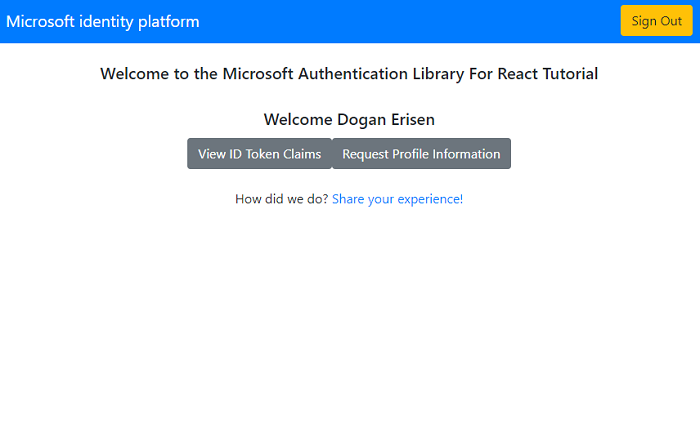 Microsoft identity platform
Sign Out
Welcome to the Microsoft Authentication Library For React Tutorial
Welcome Dogan Erisen
View ID Token Claims
Request Profile Information
How did we do? Share your experience!